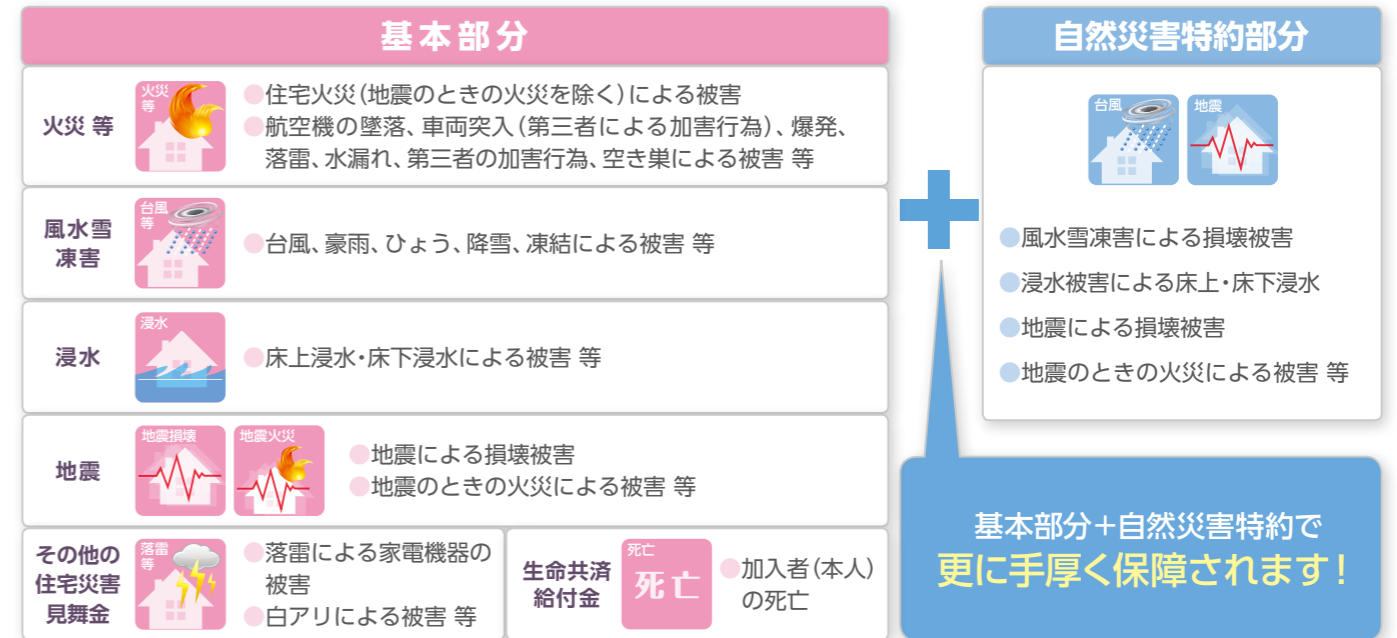 基本部分
火災 等
火災
等
●住宅火災(地震のときの火災を除く)による被害
●航空機の墜落、車両突入(第三者による加害行為)、爆発、
落雷、水漏れ、第三者の加害行為、空き巣による被害 等
風水雪
凍害
台風
等
●台風、豪雨、ひょう、降雪、凍結による被害 等
浸水
浸水
●床上浸水・床下浸水による被害 等
地震
地震損壊
地震火災
●地震による損壊被害
●地震のときの火災による被害 等
その他の
住宅災害
見舞金
落雷
等
●落雷による家電機器の
被害
●白アリによる被害 等
生命共済
給付金
死亡
死亡
●加入者(本人)
の死亡
自然災害特約部分
台風
地震
●風水雪凍害による損壊被害
●浸水被害による床上・床下浸水
●地震による損壊被害
●地震のときの火災による被害 等
基本部分+自然災害特約で
更に手厚く保障されます!